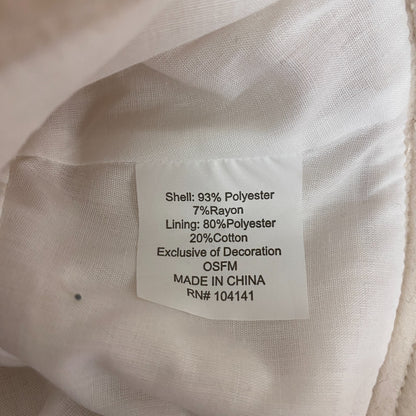 Shell: 93% Polyester
7%Rayon
Lining: 80%Polyester
20%Cotton
Exclusive of Decoration
OSFM
MADE IN CHINA
RN# 104141